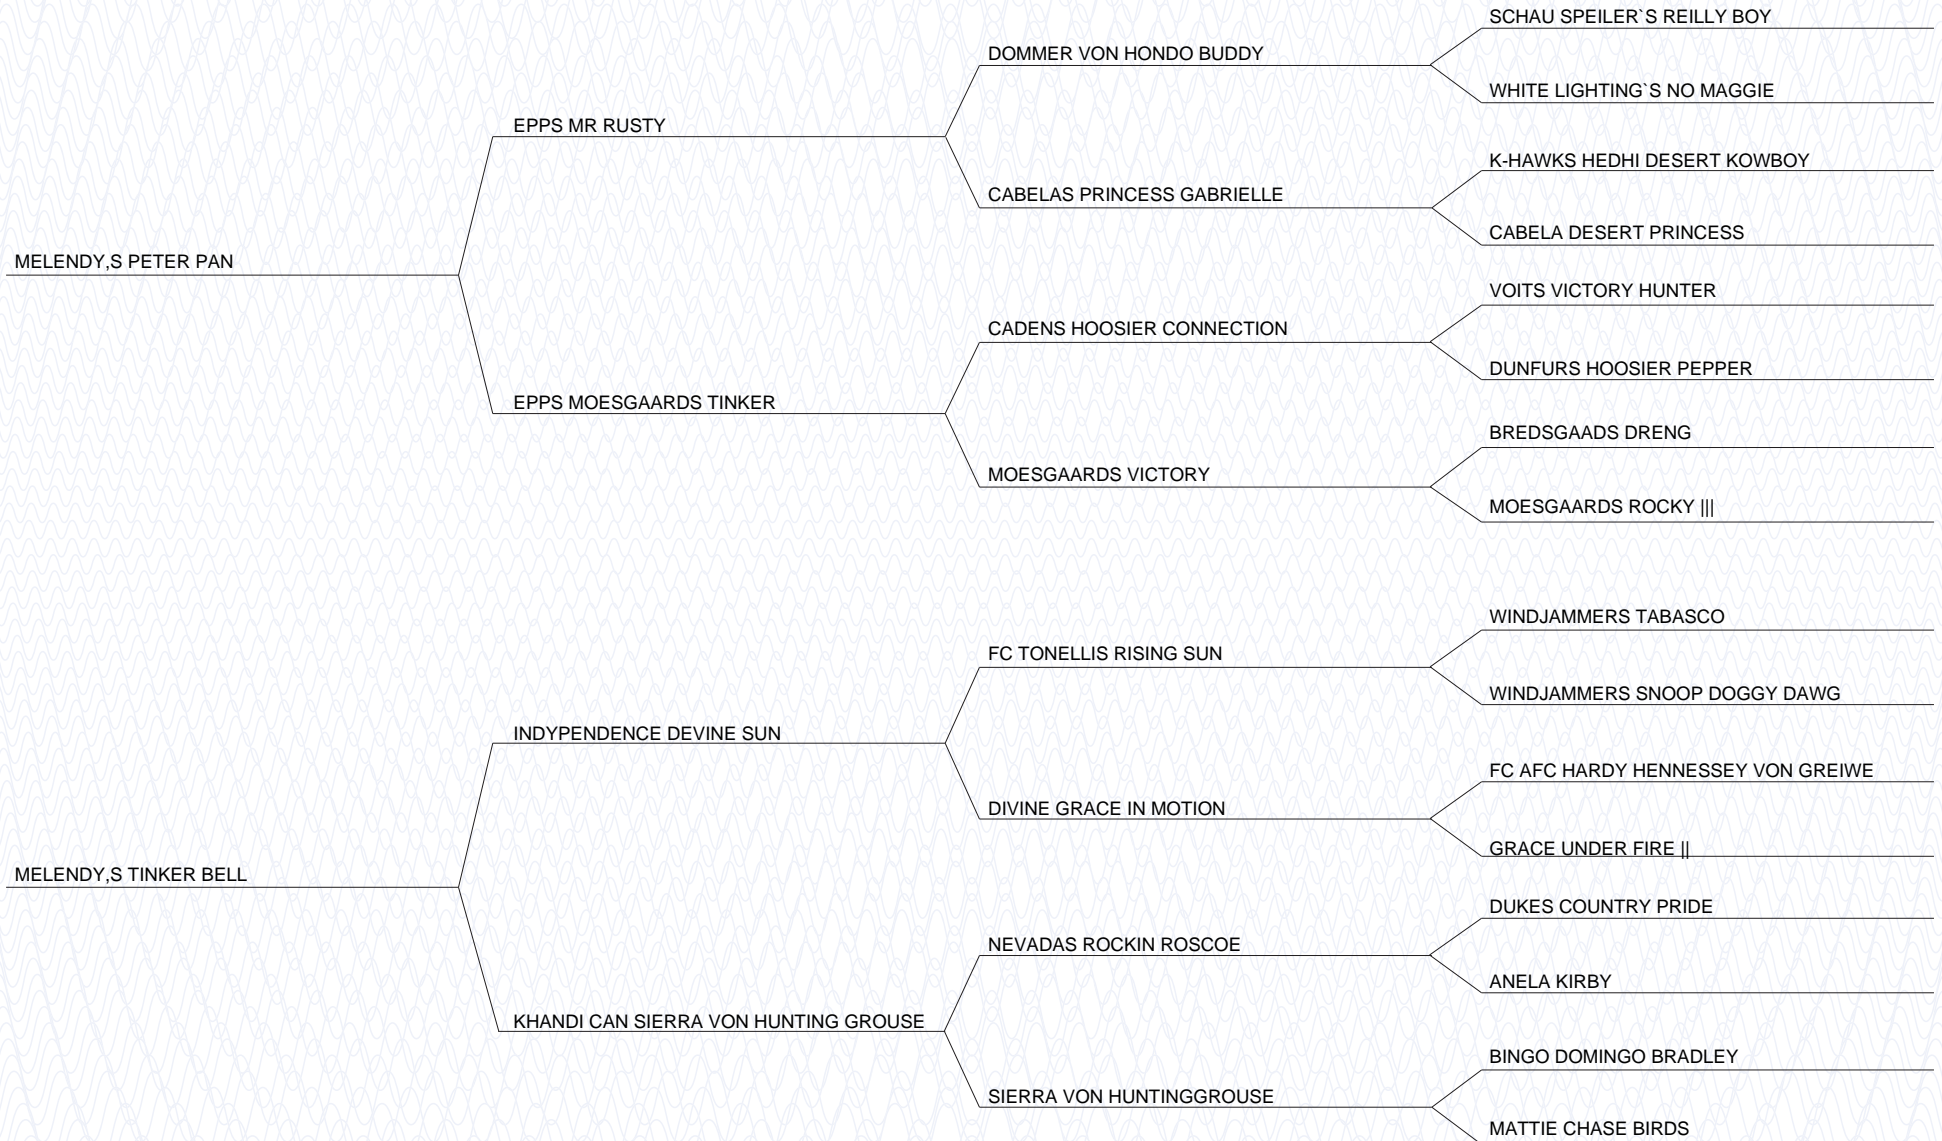 SCHAU SPEILER`S REILLY BOY
DOMMER VON HONDO BUDDY
WHITE LIGHTING`S NO MAGGIE
EPPS MR RUSTY
K-HAWKS HEDHI DESERT KOWBOY
CABELAS PRINCESS GABRIELLE
CABELA DESERT PRINCESS
MELENDY,S PETER PAN
VOITS VICTORY HUNTER
CADENS HOOSIER CONNECTION
DUNFURS HOOSIER PEPPER
EPPS MOESGAARDS TINKER
BREDSGAADS DRENG
MOESGAARDS VICTORY
MOESGAARDS ROCKY |||
WINDJAMMERS TABASCO
FC TONELLIS RISING SUN
WINDJAMMERS SNOOP DOGGY DAWG
INDYPENDENCE DEVINE SUN
FC AFC HARDY HENNESSEY VON GREIWE
DIVINE GRACE IN MOTION
GRACE UNDER FIRE ||
MELENDY,S TINKER BELL
DUKES COUNTRY PRIDE
NEVADAS ROCKIN ROSCOE
ANELA KIRBY
KHANDI CAN SIERRA VON HUNTING GROUSE
BINGO DOMINGO BRADLEY
SIERRA VON HUNTINGGROUSE
MATTIE CHASE BIRDS